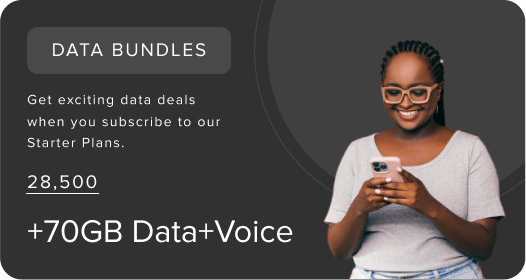 DATA BUNDLES
Get exciting data deals
when you subscribe to our
Starter Plans.
28,500
+70GB Data+Voice